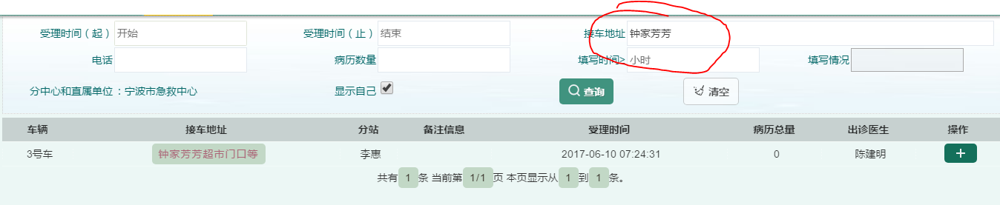 受理时间（起） 开始 受理时间（止） 结束 接车地址 钟家芳芳
电话 病历数量 填写时间> 小时 填写情况
分中心和直属单位：宁波市急救中心 显示自己 查询 清空
车辆 接车地址 分站 备注信息 受理时间 病历总量 出诊医生 操作
3号车 钟家芳芳超市门口等 李惠 2017-06-10 07:24:31 0 陈建明 +
共有 1 条 当前第 1/1 页 本页显示从 1 到 1 条。